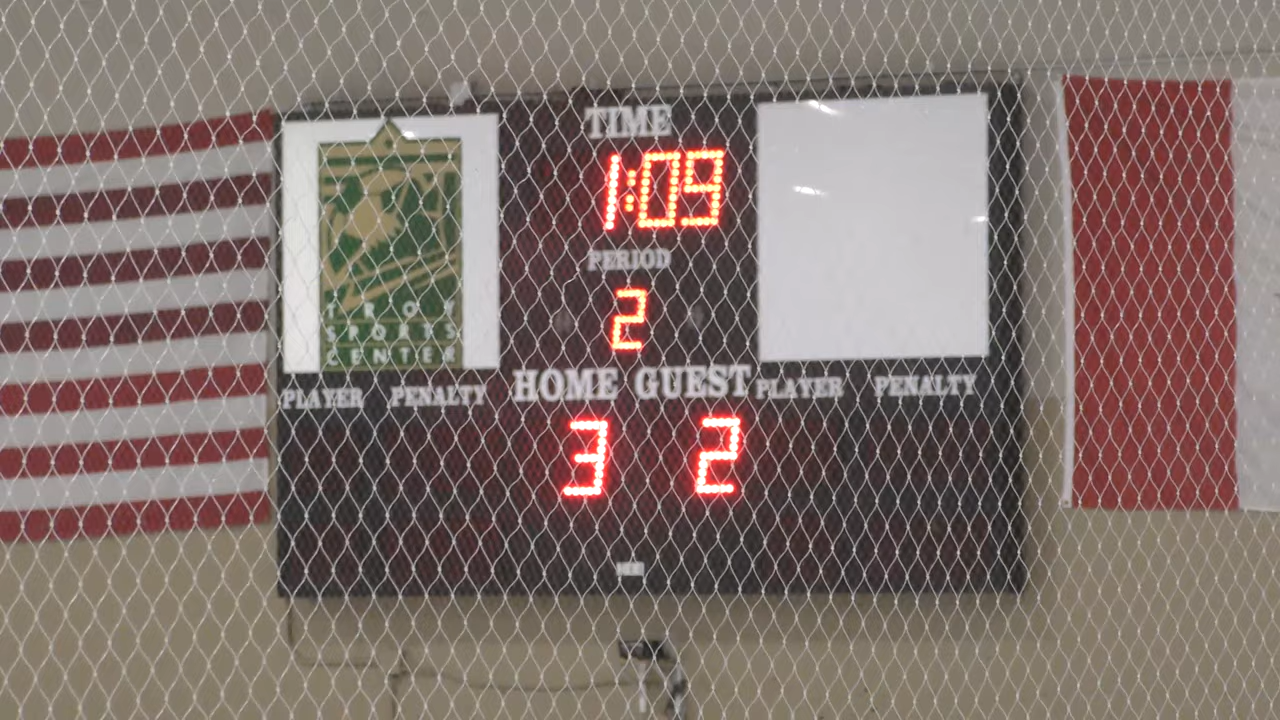 TIME
1:09
PERIOD
2
TROY
SPORTS
CENTER
HOME GUEST
PLAYER PENALTY
PLAYER PENALTY
3 2